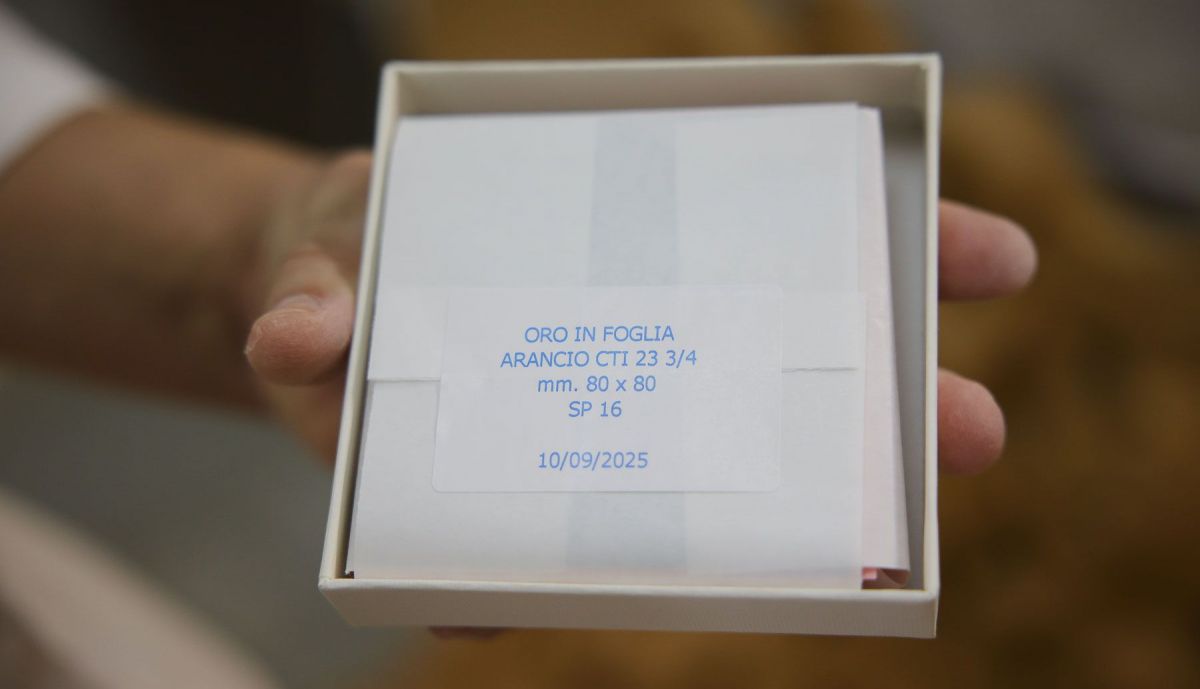 ORO IN FOGLIA
ARANCIO CTI 23 3/4
mm. 80 x 80
SP 16
10/09/2025